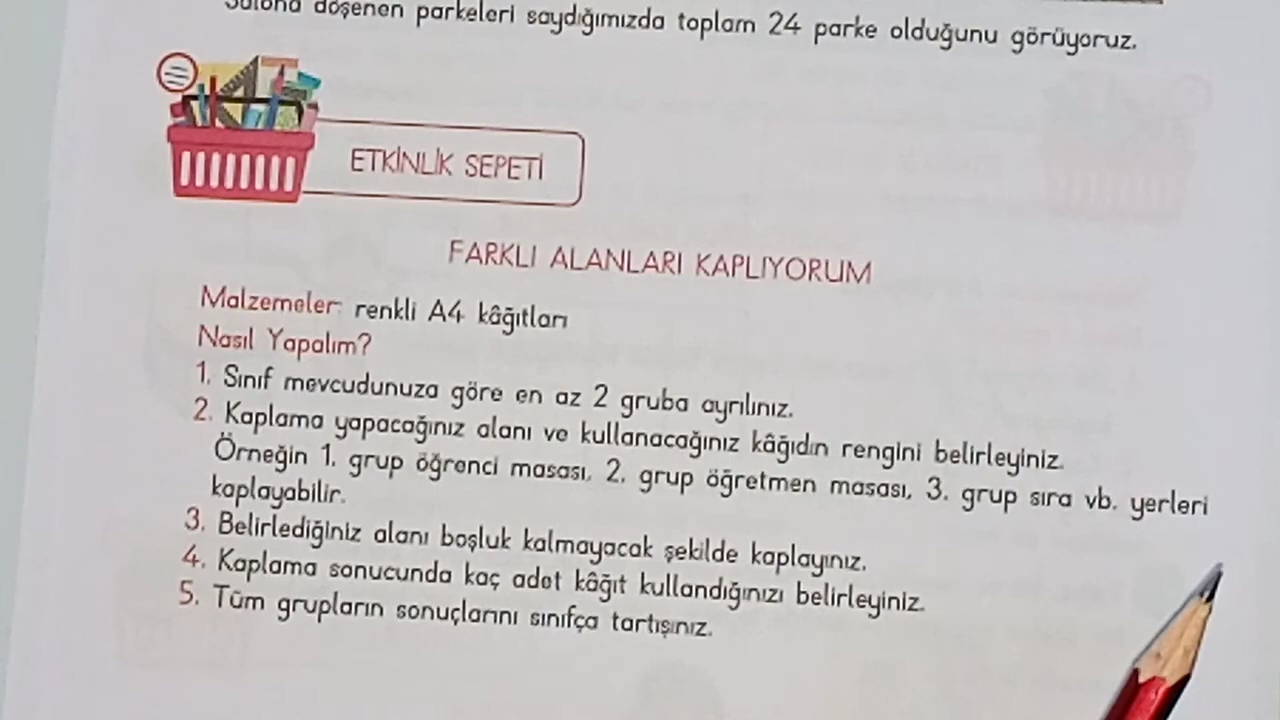 Salona döşenen parkeleri saydığımızda toplam 24 parke olduğunu görüyoruz.
ETKİNLİK SEPETİ
FARKLI ALANLARI KAPLIYORUM
Malzemeler: renkli A4 kâğıtları
Nasıl Yapalım?
1. Sınıf mevcudunuza göre en az 2 gruba ayrılınız.
2. Kaplama yapacağınız alanı ve kullanacağınız kâğıdın rengini belirleyiniz.
Örneğin 1. grup öğrenci masası, 2. grup öğretmen masası, 3. grup sıra vb. yerleri
kaplayabilir.
3. Belirlediğiniz alanı boşluk kalmayacak şekilde kaplayınız.
4. Kaplama sonucunda kaç adet kâğıt kullandığınızı belirleyiniz.
5. Tüm grupların sonuçlarını sınıfça tartışınız.